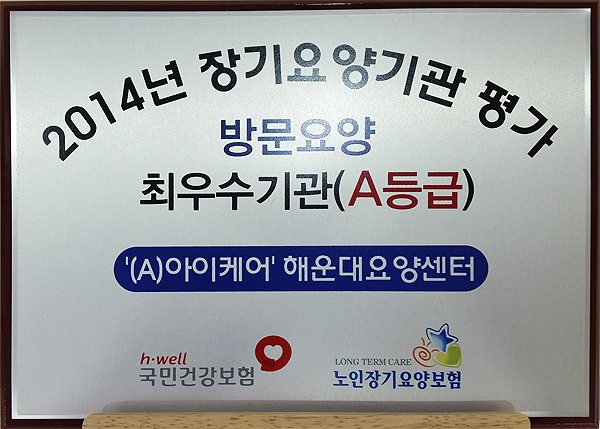 2014년 장기요양기관 평가
방문요양
최우수기관(A등급)
'(A)아이케어' 해운대요양센터
h·well
국민건강보험
LONG TERM CARE
노인장기요양보험